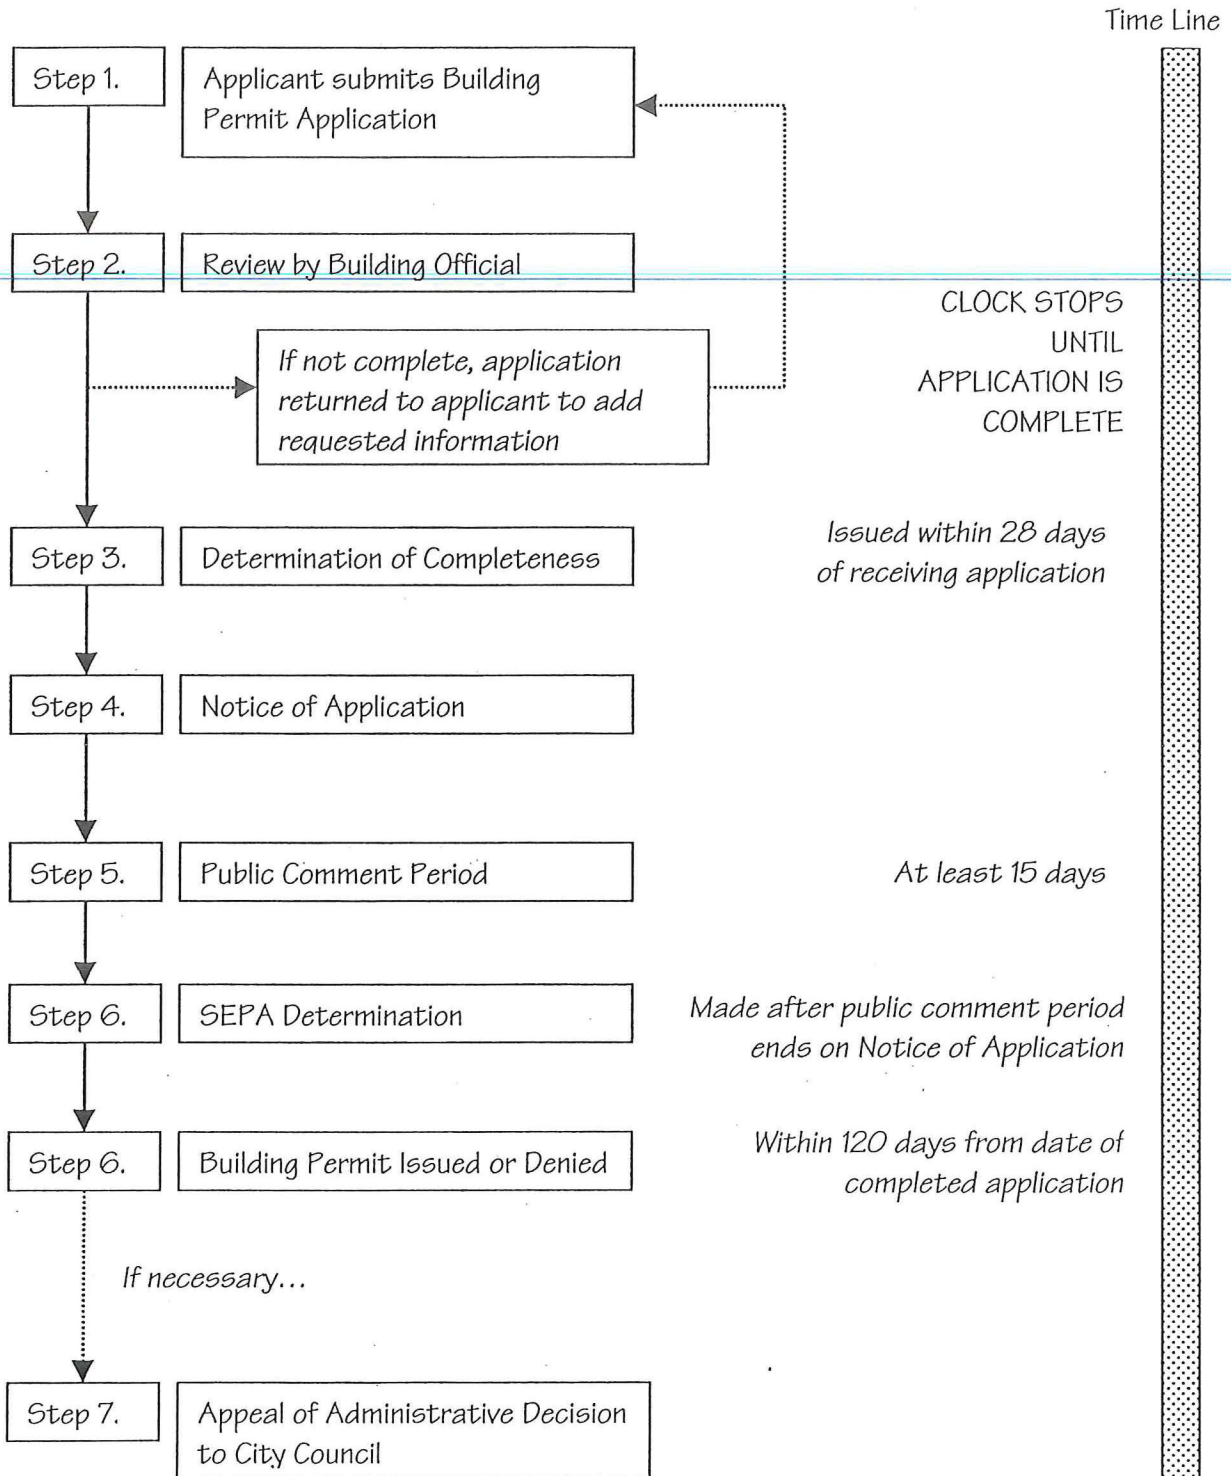 Time Line
Step 1.
Applicant submits Building
Permit Application
Step 2.
Review by Building Official
CLOCK STOPS
UNTIL
APPLICATION IS
COMPLETE
If not complete, application
returned to applicant to add
requested information
Step 3.
Determination of Completeness
Issued within 28 days
of receiving application
Step 4.
Notice of Application
Step 5.
Public Comment Period
At least 15 days
Step 6.
SEPA Determination
Made after public comment period
ends on Notice of Application
Step 6.
Building Permit Issued or Denied
Within 120 days from date of
completed application
If necessary...
Step 7.
Appeal of Administrative Decision
to City Council